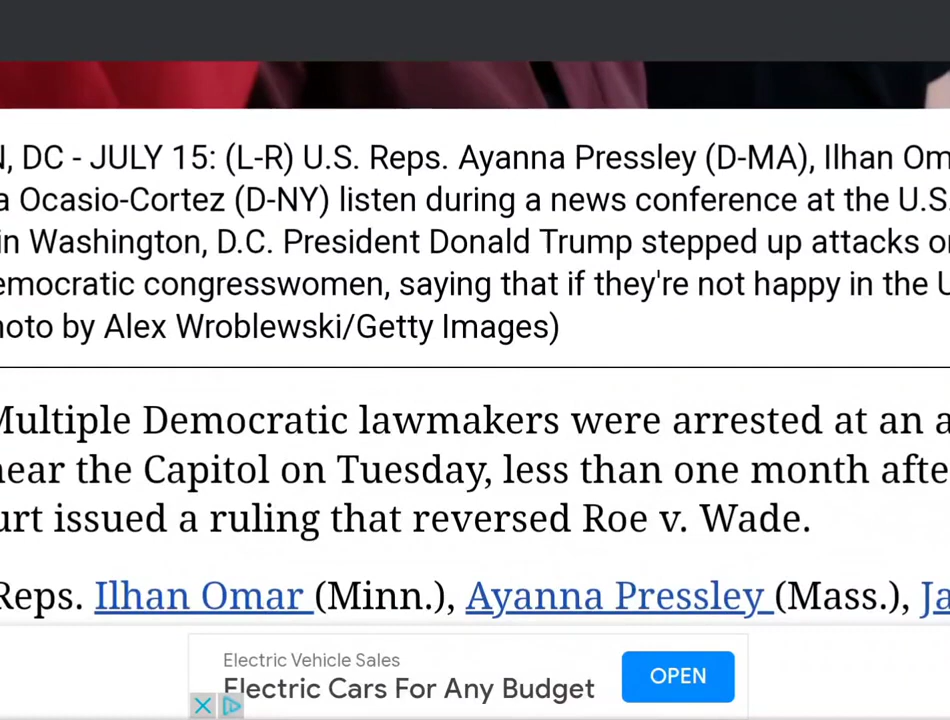 , DC - JULY 15: (L-R) U.S. Reps. Ayanna Pressley (D-MA), Ilhan Om
a Ocasio-Cortez (D-NY) listen during a news conference at the U.S.
in Washington, D.C. President Donald Trump stepped up attacks o
emocratic congresswomen, saying that if they're not happy in the U
hoto by Alex Wroblewski/Getty Images)
Multiple Democratic lawmakers were arrested at an a
near the Capitol on Tuesday, less than one month afte
urt issued a ruling that reversed Roe v. Wade.
Reps. Ilhan Omar (Minn.), Ayanna Pressley (Mass.), Ja
Electric Vehicle Sales
Electric Cars For Any Budget
OPEN